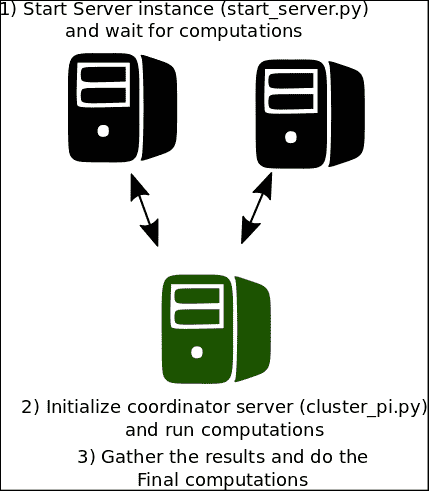 1) Start Server instance (start_server.py)
and wait for computations
2) Initialize coordinator server (cluster_pi.py)
and run computations
3) Gather the results and do the
Final computations